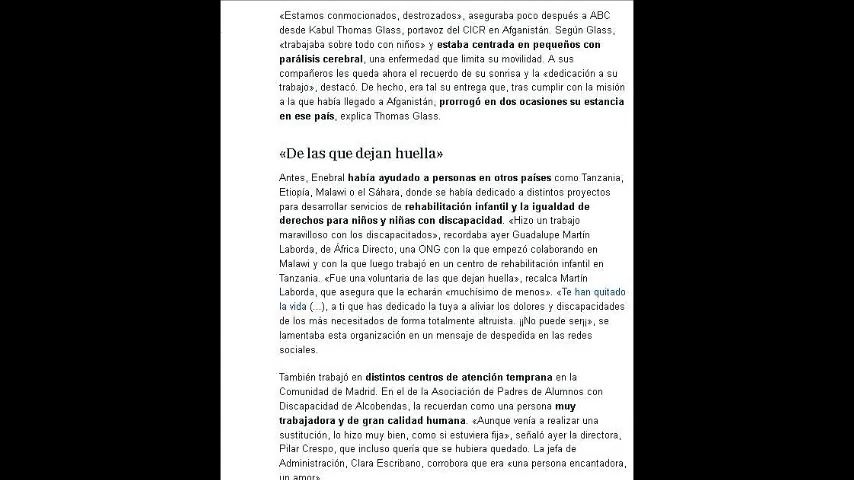 «Estamos conmocionados, destrozados», aseguraba poco después a ABC
desde Kabul Thomas Glass, portavoz del CICR en Afganistán. Según Glass,
«trabajaba sobre todo con niños» y estaba centrada en pequeños con
parálisis cerebral, una enfermedad que limita su movilidad. A sus
compañeros les queda ahora el recuerdo de su sonrisa y la «dedicación a su
trabajo», destacó. De hecho, era tal su entrega que, tras cumplir con la misión
a la que había llegado a Afganistán, prorrogó en dos ocasiones su estancia
en ese país, explica Thomas Glass.
«De las que dejan huella»
Antes, Enebral había ayudado a personas en otros países como Tanzania,
Etiopía, Malawi o el Sáhara, donde se había dedicado a distintos proyectos
para desarrollar servicios de rehabilitación infantil y la igualdad de
derechos para niños y niñas con discapacidad. «Hizo un trabajo
maravilloso con los discapacitados», recordaba ayer Guadalupe Martín
Laborda, de África Directo, una ONG con la que empezó colaborando en
Malawi y con la que luego trabajó en un centro de rehabilitación infantil en
Tanzania. «Fue una voluntaria de las que dejan huella», recalca Martín
Laborda, que asegura que la echarán «muchísimo de menos». «Te han quitado
la vida (...), a ti que has dedicado la tuya a aliviar los dolores y discapacidades
de los más necesitados de forma totalmente altruista. ¡¡No puede ser¡¡», se
lamentaba esta organización en un mensaje de despedida en las redes
sociales.
También trabajó en distintos centros de atención temprana en la
Comunidad de Madrid. En el de la Asociación de Padres de Alumnos con
Discapacidad de Alcobendas, la recuerdan como una persona muy
trabajadora y de gran calidad humana. «Aunque venía a realizar una
sustitución, lo hizo muy bien, como si estuviera fija», señaló ayer la directora,
Pilar Crespo, que incluso quería que se hubiera quedado. La jefa de
Administración, Clara Escribano, corrobora que era «una persona encantadora,
un amor».